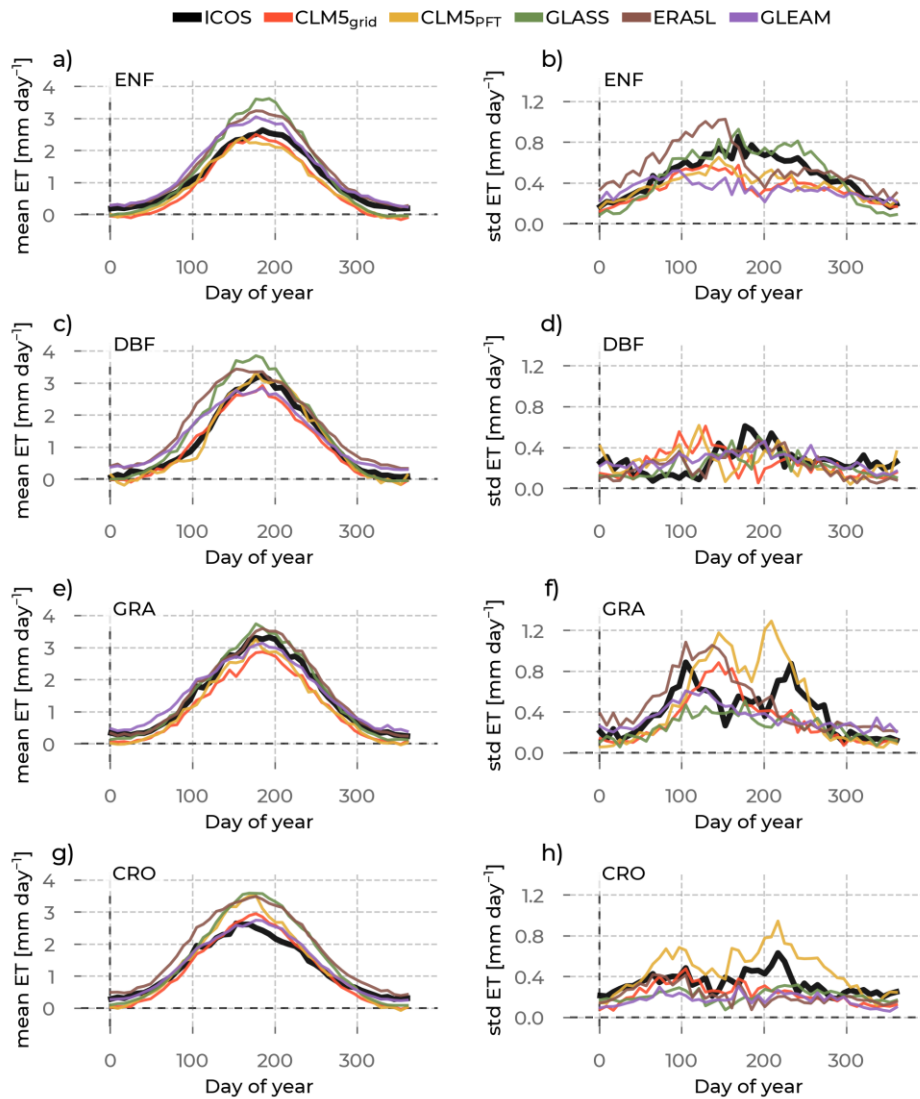 ICOS CLM5grid CLM5PFT GLASS ERA5L GLEAM
a) ENF
mean ET [mm day⁻¹]
4
3
2
1
0
0 100 200 300
Day of year
b) ENF
std ET [mm day⁻¹]
1.2
0.8
0.4
0.0
0 100 200 300
Day of year
c) DBF
mean ET [mm day⁻¹]
4
3
2
1
0
0 100 200 300
Day of year
d) DBF
std ET [mm day⁻¹]
1.2
0.8
0.4
0.0
0 100 200 300
Day of year
e) GRA
mean ET [mm day⁻¹]
4
3
2
1
0
0 100 200 300
Day of year
f) GRA
std ET [mm day⁻¹]
1.2
0.8
0.4
0.0
0 100 200 300
Day of year
g) CRO
mean ET [mm day⁻¹]
4
3
2
1
0
0 100 200 300
Day of year
h) CRO
std ET [mm day⁻¹]
1.2
0.8
0.4
0.0
0 100 200 300
Day of year